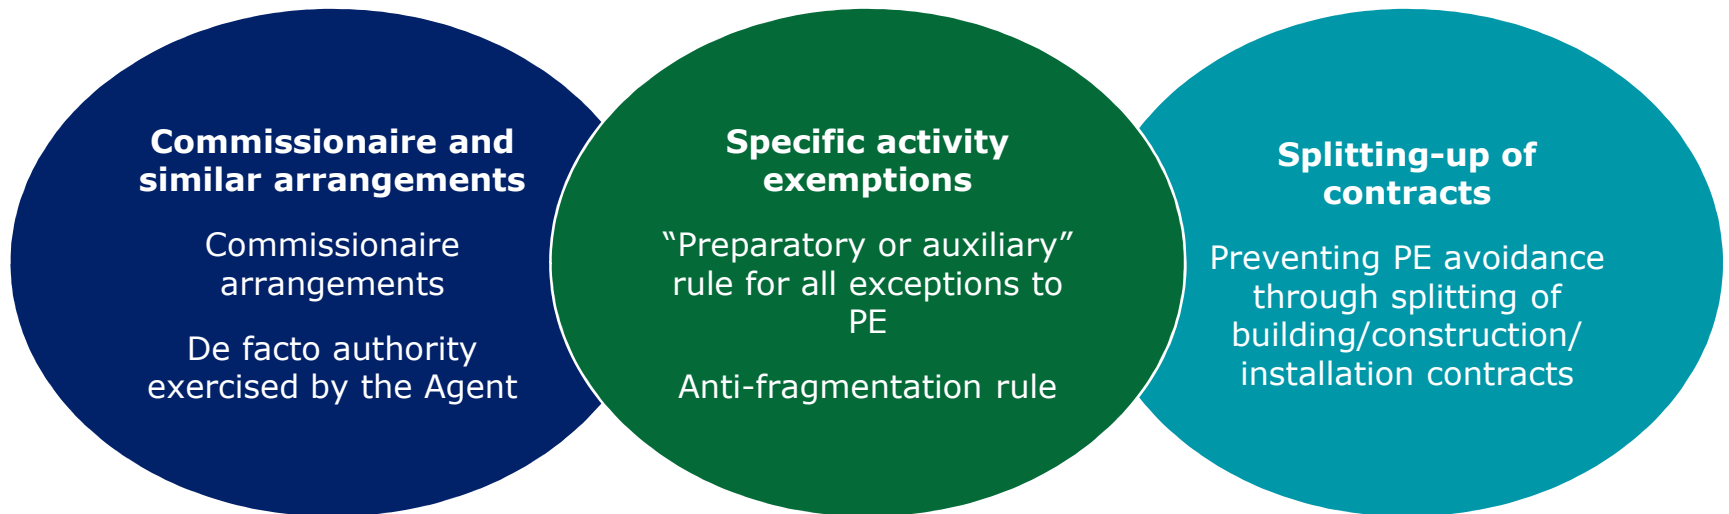 Commissionaire and
similar arrangements
Commissionaire
arrangements
De facto authority
exercised by the Agent
Specific activity
exemptions
“Preparatory or auxiliary”
rule for all exceptions to
PE
Anti-fragmentation rule
Splitting-up of
contracts
Preventing PE avoidance
through splitting of
building/construction/
installation contracts